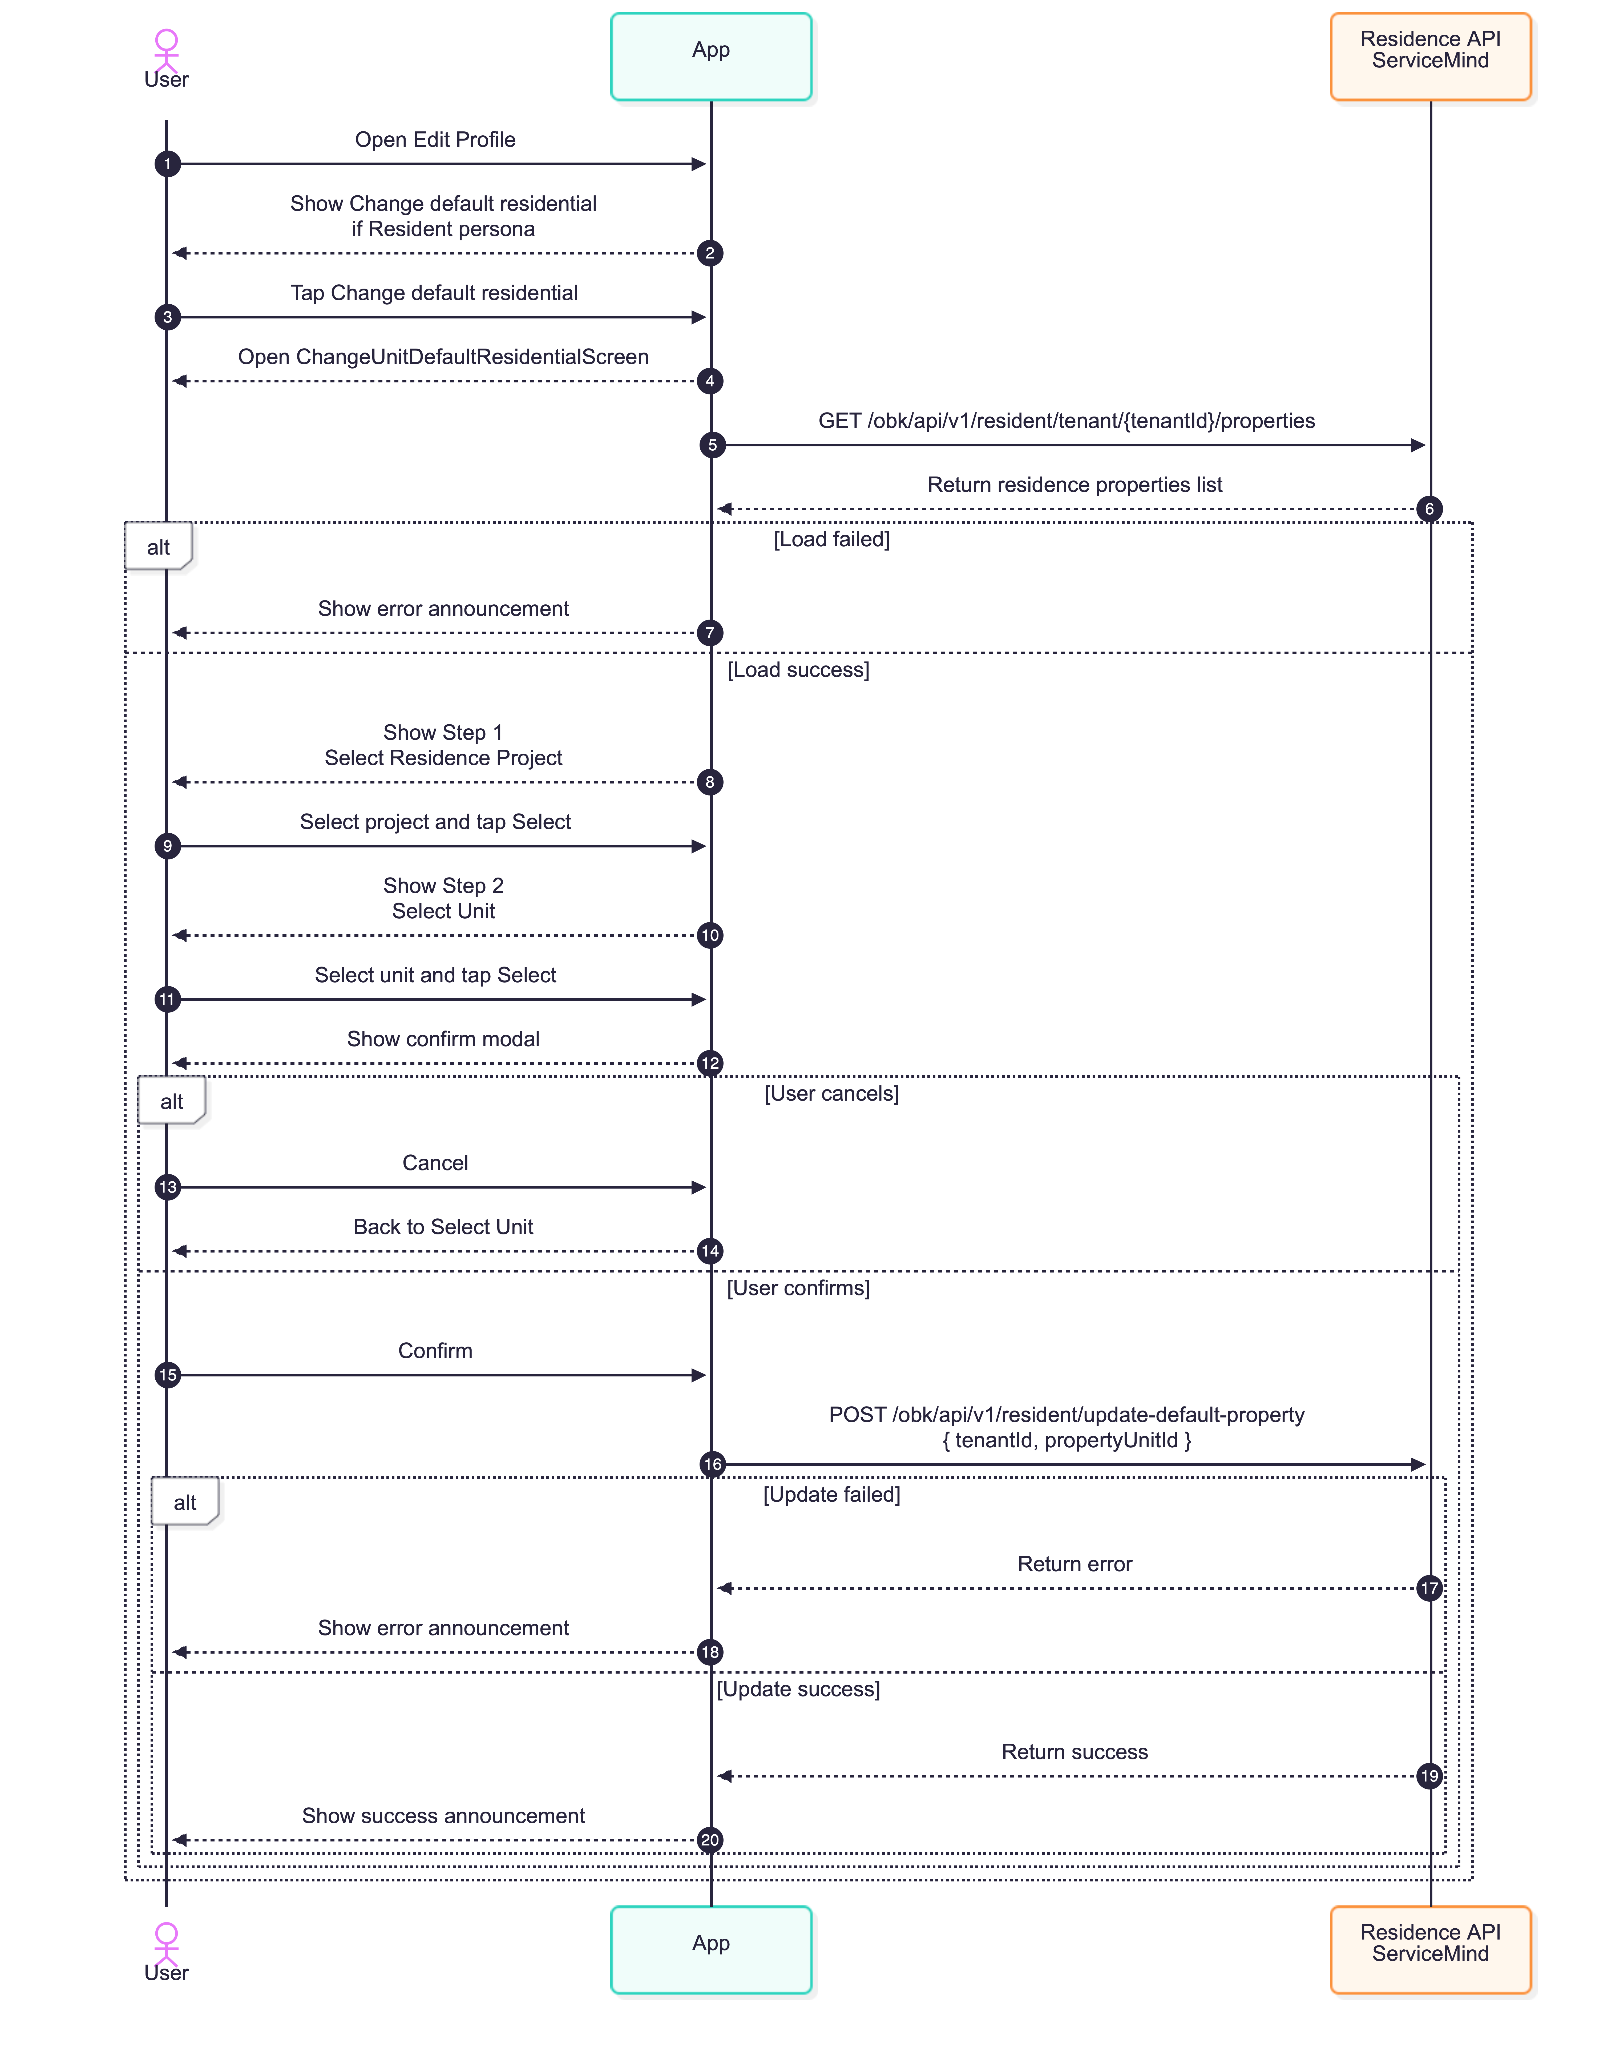 User
App
Residence API
ServiceMind
Open Edit Profile
1
Show Change default residential
if Resident persona
2
Tap Change default residential
3
Open ChangeUnitDefaultResidentialScreen
4
GET /obk/api/v1/resident/tenant/{tenantId}/properties
5
Return residence properties list
6
alt
[Load failed]
Show error announcement
7
[Load success]
Show Step 1
Select Residence Project
8
Select project and tap Select
9
Show Step 2
Select Unit
10
Select unit and tap Select
11
Show confirm modal
12
alt
[User cancels]
Cancel
13
Back to Select Unit
14
[User confirms]
Confirm
15
POST /obk/api/v1/resident/update-default-property
{ tenantId, propertyUnitId }
16
alt
[Update failed]
Return error
17
Show error announcement
18
[Update success]
Return success
19
Show success announcement
20
User
App
Residence API
ServiceMind